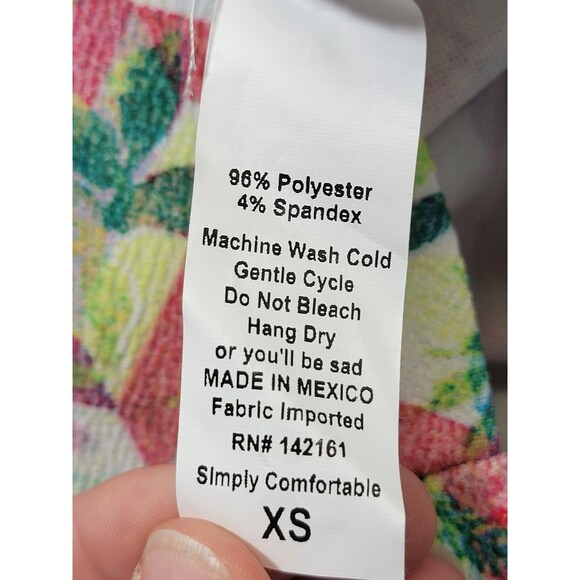 96% Polyester
4% Spandex
Machine Wash Cold
Gentle Cycle
Do Not Bleach
Hang Dry
or you'll be sad
MADE IN MEXICO
Fabric Imported
RN# 142161
Simply Comfortable
XS